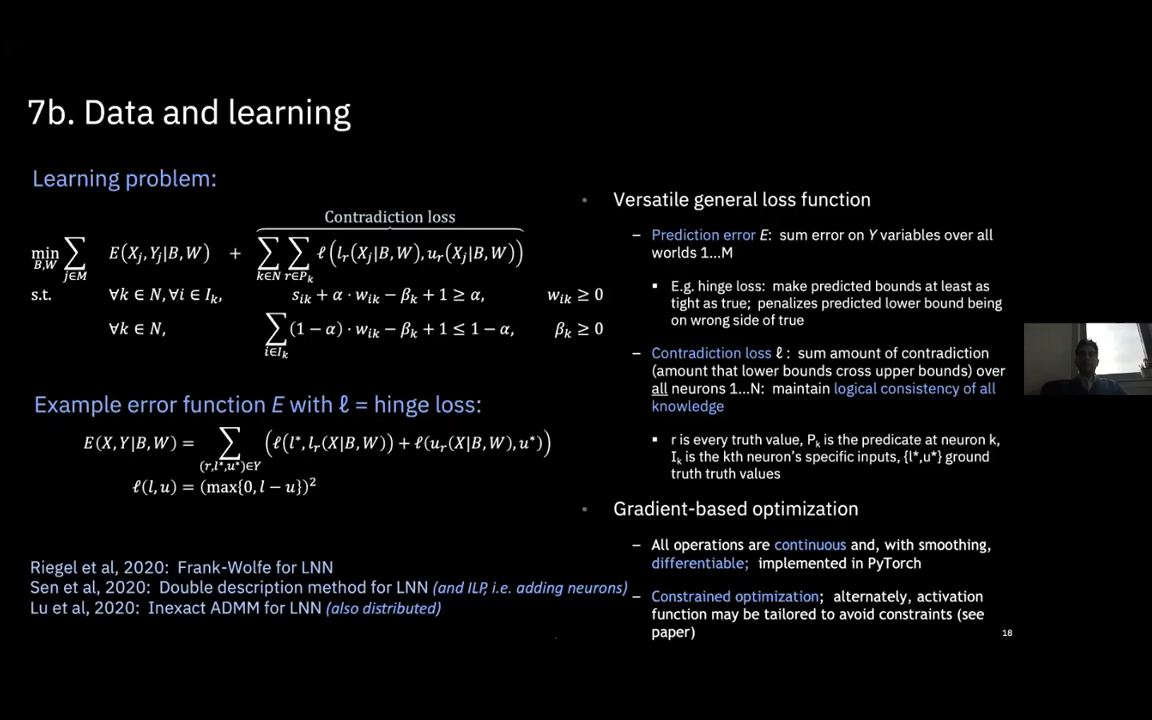 7b. Data and learning
Learning problem:
Contradiction loss
min_{B,W} ∑_{j∈M} E(X_j, Y_j|B, W) + ∑_{k∈N} ∑_{r∈P_k} ℓ(l_r(X_j|B, W), u_r(X_j|B, W))
s.t. ∀k ∈ N, ∀i ∈ I_k, s_{ik} + α · w_{ik} − β_k + 1 ≥ α, w_{ik} ≥ 0
∀k ∈ N, ∑_{i∈I_k} (1 − α) · w_{ik} − β_k + 1 ≤ 1 − α, β_k ≥ 0
Example error function E with ℓ = hinge loss:
E(X, Y|B, W) = ∑_{(r,l*,u*)∈Y} (ℓ(l*, l_r(X|B, W)) + ℓ(u_r(X|B, W), u*))
ℓ(l, u) = (max{0, l − u})²
Riegel et al, 2020: Frank-Wolfe for LNN
Sen et al, 2020: Double description method for LNN (and ILP, i.e. adding neurons)
Lu et al, 2020: Inexact ADMM for LNN (also distributed)
• Versatile general loss function
– Prediction error E: sum error on Y variables over all
worlds 1...M
▪ E.g. hinge loss: make predicted bounds at least as
tight as true; penalizes predicted lower bound being
on wrong side of true
– Contradiction loss ℓ : sum amount of contradiction
(amount that lower bounds cross upper bounds) over
all neurons 1...N: maintain logical consistency of all
knowledge
▪ r is every truth value, P_k is the predicate at neuron k,
I_k is the kth neuron's specific inputs, {l*,u*} ground
truth truth values
• Gradient-based optimization
– All operations are continuous and, with smoothing,
differentiable; implemented in PyTorch
– Constrained optimization; alternately, activation
function may be tailored to avoid constraints (see
paper)
18